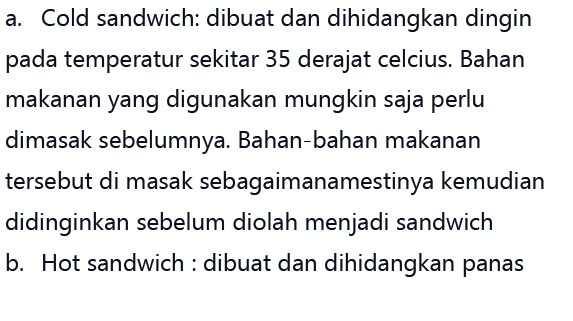 a. Cold sandwich: dibuat dan dihidangkan dingin
pada temperatur sekitar 35 derajat celcius. Bahan
makanan yang digunakan mungkin saja perlu
dimasak sebelumnya. Bahan-bahan makanan
tersebut di masak sebagaimanamestinya kemudian
didinginkan sebelum diolah menjadi sandwich
b. Hot sandwich : dibuat dan dihidangkan panas